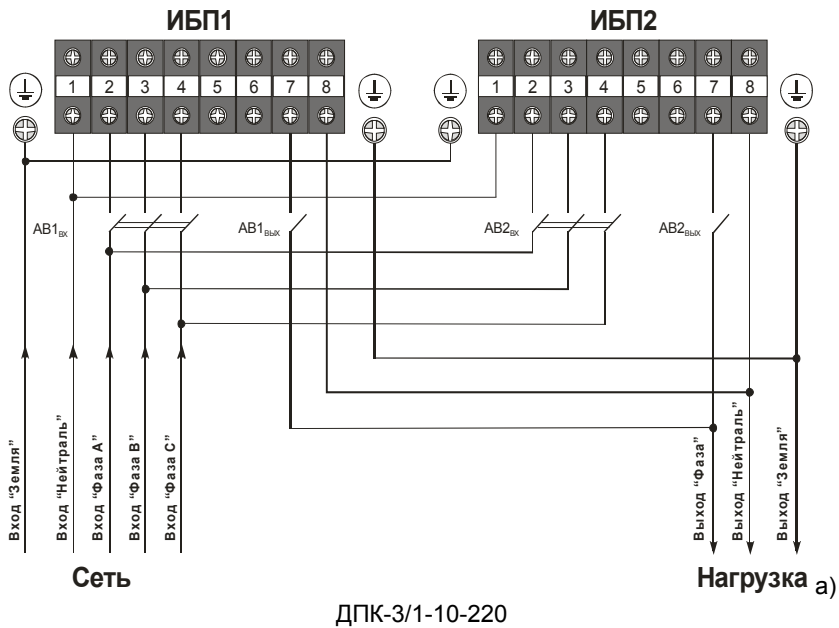 ИБП1
ИБП2
1 2 3 4 5 6 7 8
1 2 3 4 5 6 7 8
АВ1вх
АВ1вых
АВ2вх
АВ2вых
Вход “Земля”
Вход “Нейтраль”
Вход “Фаза А”
Вход “Фаза В”
Вход “Фаза С”
Выход “Фаза”
Выход “Нейтраль”
Выход “Земля”
Сеть
Нагрузка а)
ДПК-3/1-10-220